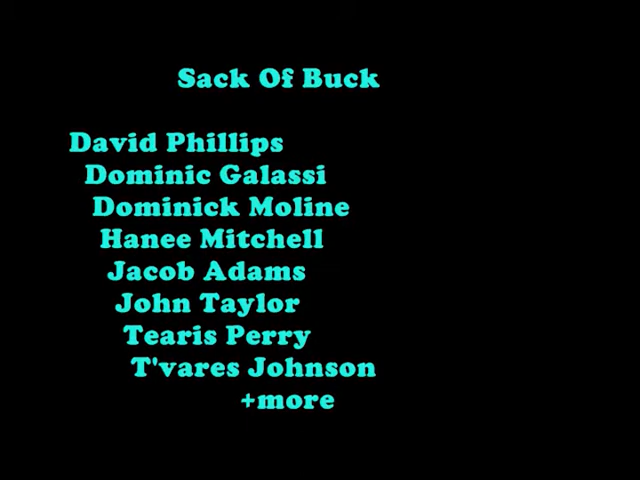 Sack Of Buck
David Phillips
Dominic Galassi
Dominick Moline
Hanee Mitchell
Jacob Adams
John Taylor
Tearis Perry
T'vares Johnson
+more